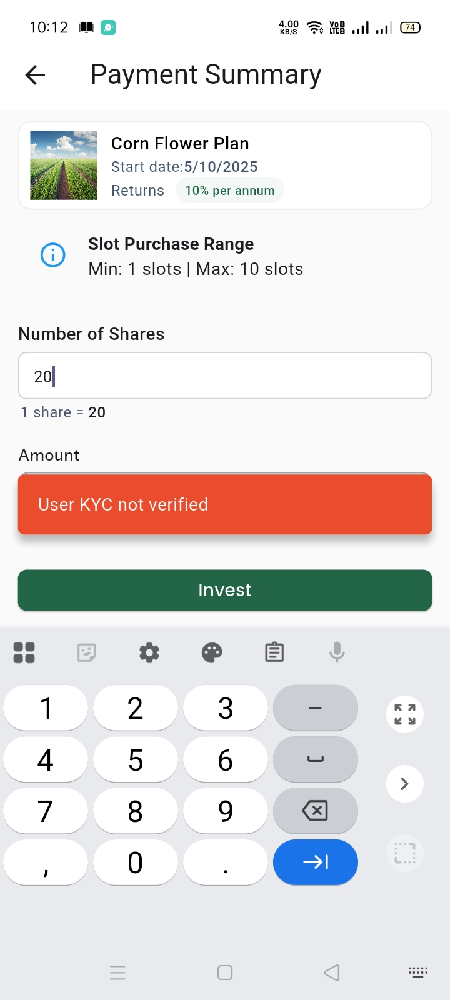 10:12
4.00
KB/S
VoD
LTE2
74
Payment Summary
Corn Flower Plan
Start date:5/10/2025
Returns 10% per annum
Slot Purchase Range
Min: 1 slots | Max: 10 slots
Number of Shares
20
1 share = 20
Amount
User KYC not verified
Invest
1 2 3 –
4 5 6
7 8 9
, 0 .